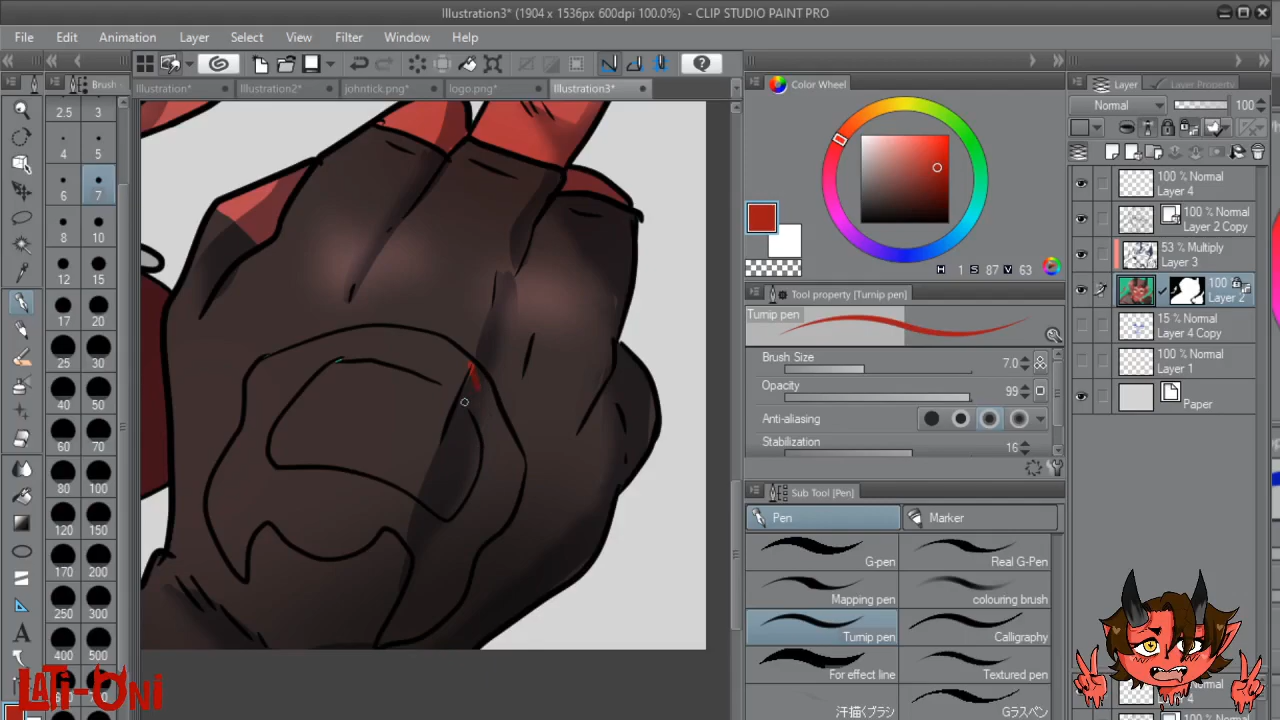 Illustration3* (1904 x 1536px 600dpi 100.0%) - CLIP STUDIO PAINT PRO
File Edit Animation Layer Select View Filter Window Help
Brush
Illustration* Illustration2* johntick.png* logo.png* Illustration3*
2.5 3
4 5
6 7
8 10
12 15
17 20
25 30
40 50
60 70
80 100
120 150
170 200
250 300
400 500
Color Wheel
H 1 S 87 V 63
Tool property [Turnip pen]
Turnip pen
Brush Size 7.0
Opacity 99
Anti-aliasing
Stabilization 16
Sub Tool [Pen]
Pen Marker
G-pen Real G-Pen
Mapping pen colouring brush
Turnip pen Calligraphy
For effect line Textured pen
汗描くブラシ Gラスペン
Layer Layer Property
Normal 100
100 % Normal
Layer 4
100 % Normal
Layer 2 Copy
53 % Multiply
Layer 3
100
Layer 2
15 % Normal
Layer 4 Copy
100 % Normal
Layer 1
Paper
LATI-ONI